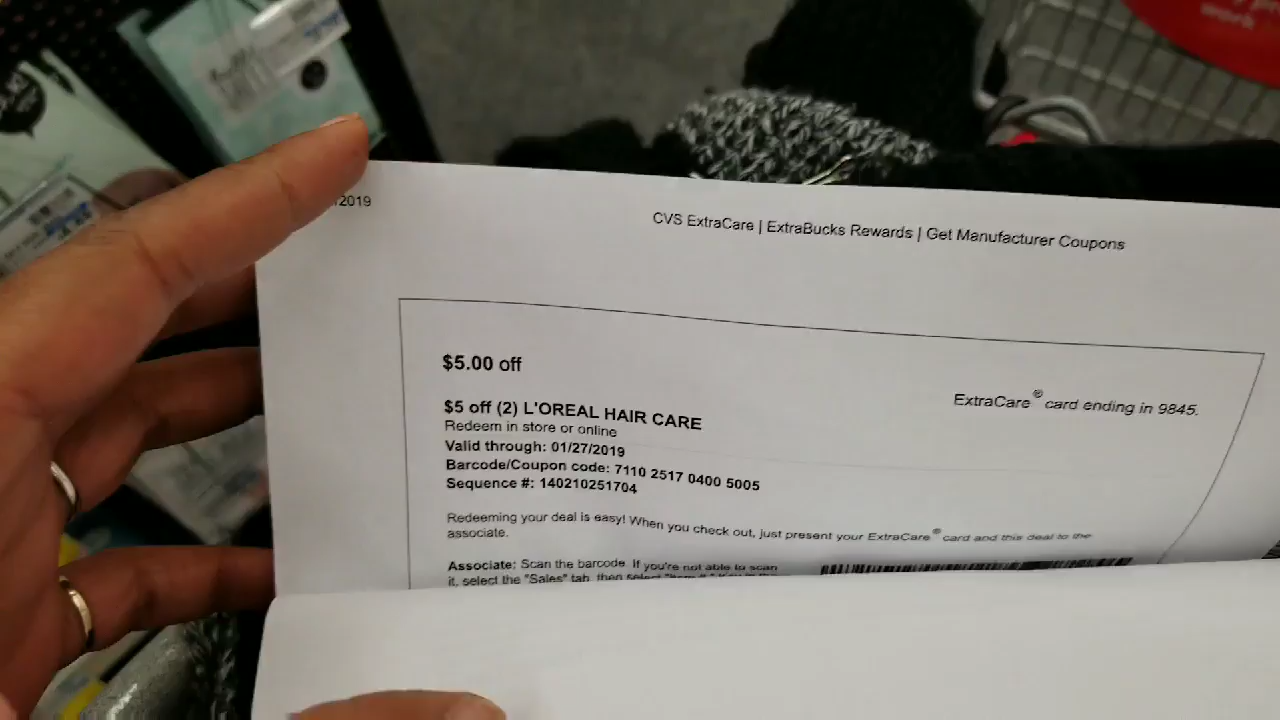 2019
CVS ExtraCare | ExtraBucks Rewards | Get Manufacturer Coupons
$5.00 off
ExtraCare® card ending in 9845.
$5 off (2) L'OREAL HAIR CARE
Redeem in store or online
Valid through: 01/27/2019
Barcode/Coupon code: 7110 2517 0400 5005
Sequence #: 140210251704
Redeeming your deal is easy! When you check out, just present your ExtraCare® card and this deal to the
associate.
Associate: Scan the barcode. If you're not able to scan
it, select the "Sales" tab, then select
work